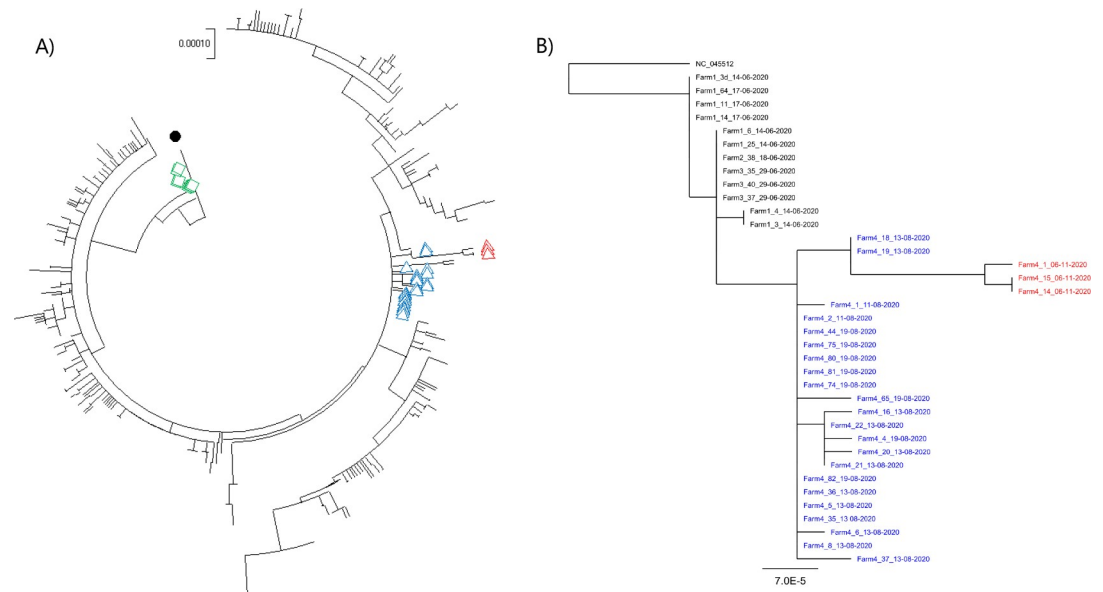 A)
0.00010
B)
NC_045512
Farm1_3d_14-06-2020
Farm1_64_17-06-2020
Farm1_11_17-06-2020
Farm1_14_17-06-2020
Farm1_6_14-06-2020
Farm1_25_14-06-2020
Farm2_38_18-06-2020
Farm3_35_29-06-2020
Farm3_40_29-06-2020
Farm3_37_29-06-2020
Farm1_4_14-06-2020
Farm1_3_14-06-2020
Farm4_18_13-08-2020
Farm4_19_13-08-2020
Farm4_1_06-11-2020
Farm4_15_06-11-2020
Farm4_14_06-11-2020
Farm4_1_11-08-2020
Farm4_2_11-08-2020
Farm4_44_19-08-2020
Farm4_75_19-08-2020
Farm4_80_19-08-2020
Farm4_81_19-08-2020
Farm4_74_19-08-2020
Farm4_65_19-08-2020
Farm4_16_13-08-2020
Farm4_22_13-08-2020
Farm4_4_19-08-2020
Farm4_20_13-08-2020
Farm4_21_13-08-2020
Farm4_82_19-08-2020
Farm4_36_13-08-2020
Farm4_5_13-08-2020
Farm4_35_13 08-2020
Farm4_6_13-08-2020
Farm4_8_13-08-2020
Farm4_37_13-08-2020
7.0E-5